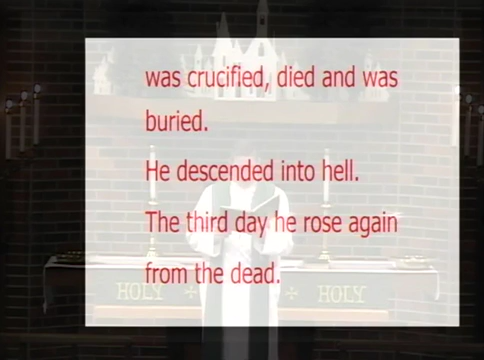 was crucified, died and was
buried.
He descended into hell.
The third day he rose again
from the dead.
HOLY HOLY